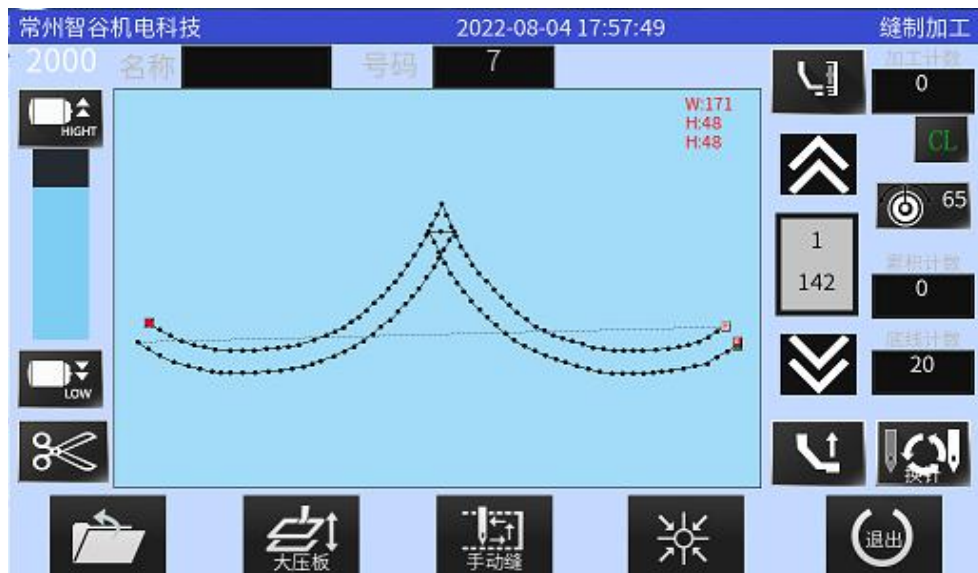 常州智谷机电科技
2022-08-04 17:57:49
缝制加工
2000
名称
号码
7
加工计数
0
W:171
H:48
H:48
HIGHT
CL
65
1
142
累积计数
0
底线计数
20
LOW
换针
大压板
手动缝
退出